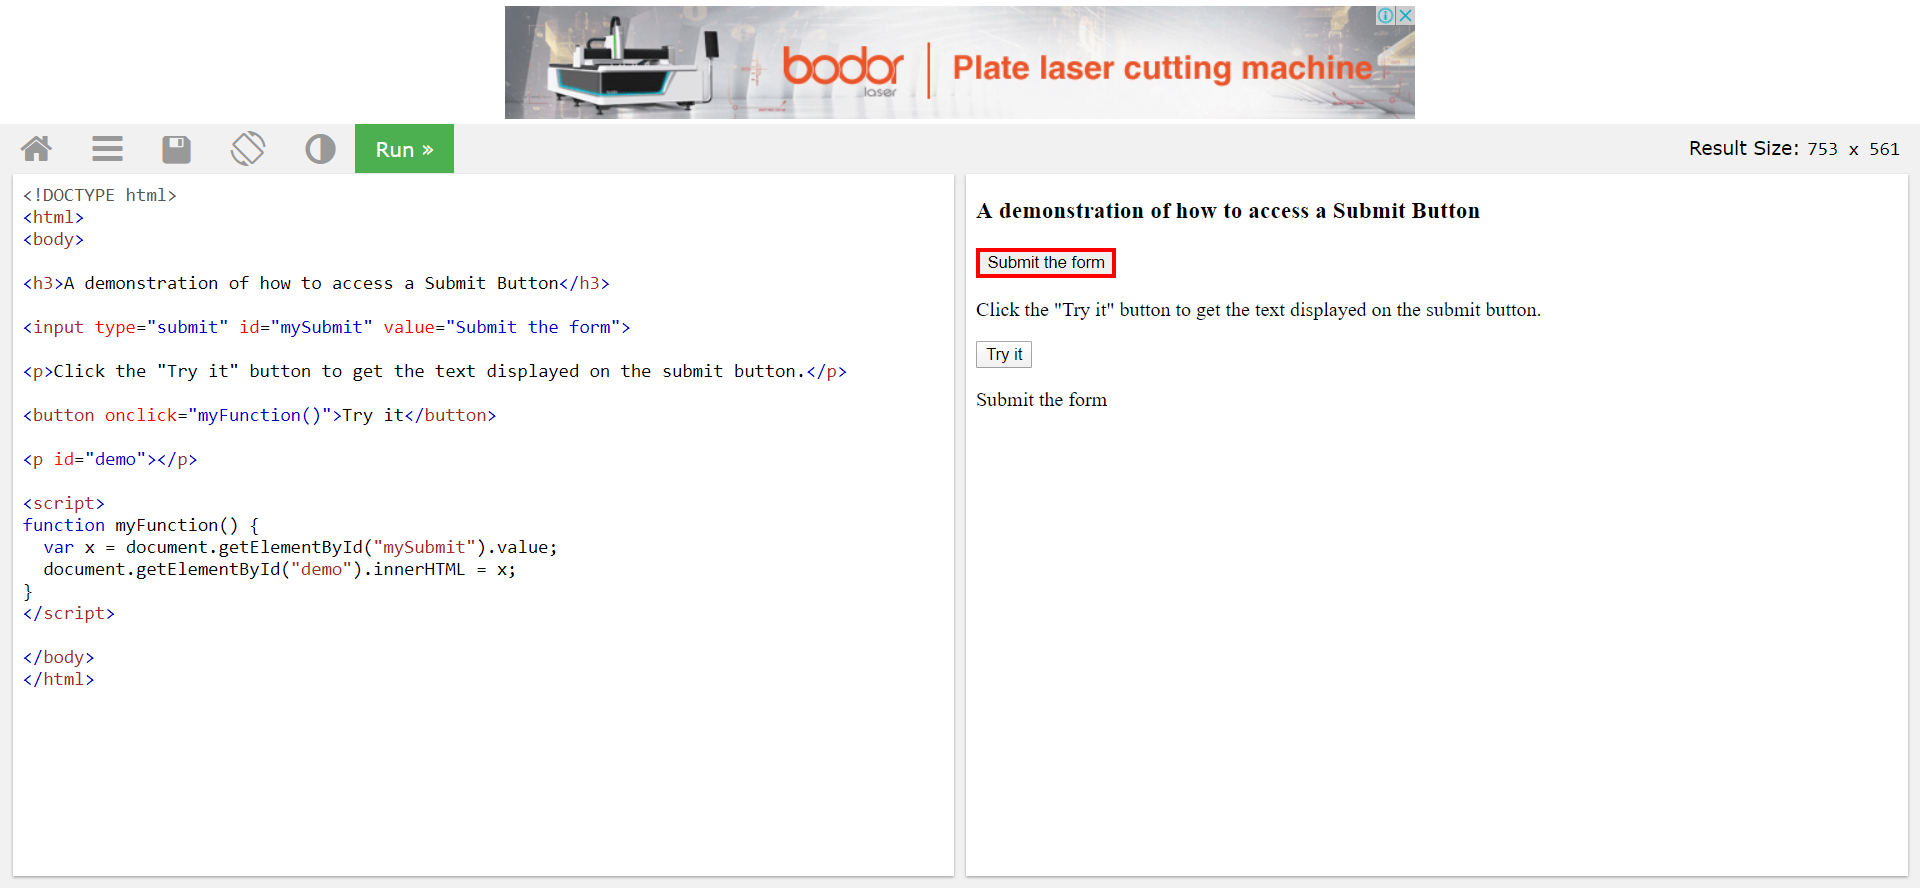 bodor
laser
Plate laser cutting machine
Run »
Result Size: 753 x 561
<!DOCTYPE html>
<html>
<body>
<h3>A demonstration of how to access a Submit Button</h3>
<input type="submit" id="mySubmit" value="Submit the form">
<p>Click the "Try it" button to get the text displayed on the submit button.</p>
<button onclick="myFunction()">Try it</button>
<p id="demo"></p>
<script>
function myFunction() {
  var x = document.getElementById("mySubmit").value;
  document.getElementById("demo").innerHTML = x;
}
</script>
</body>
</html>
A demonstration of how to access a Submit Button
Submit the form
Click the "Try it" button to get the text displayed on the submit button.
Try it
Submit the form